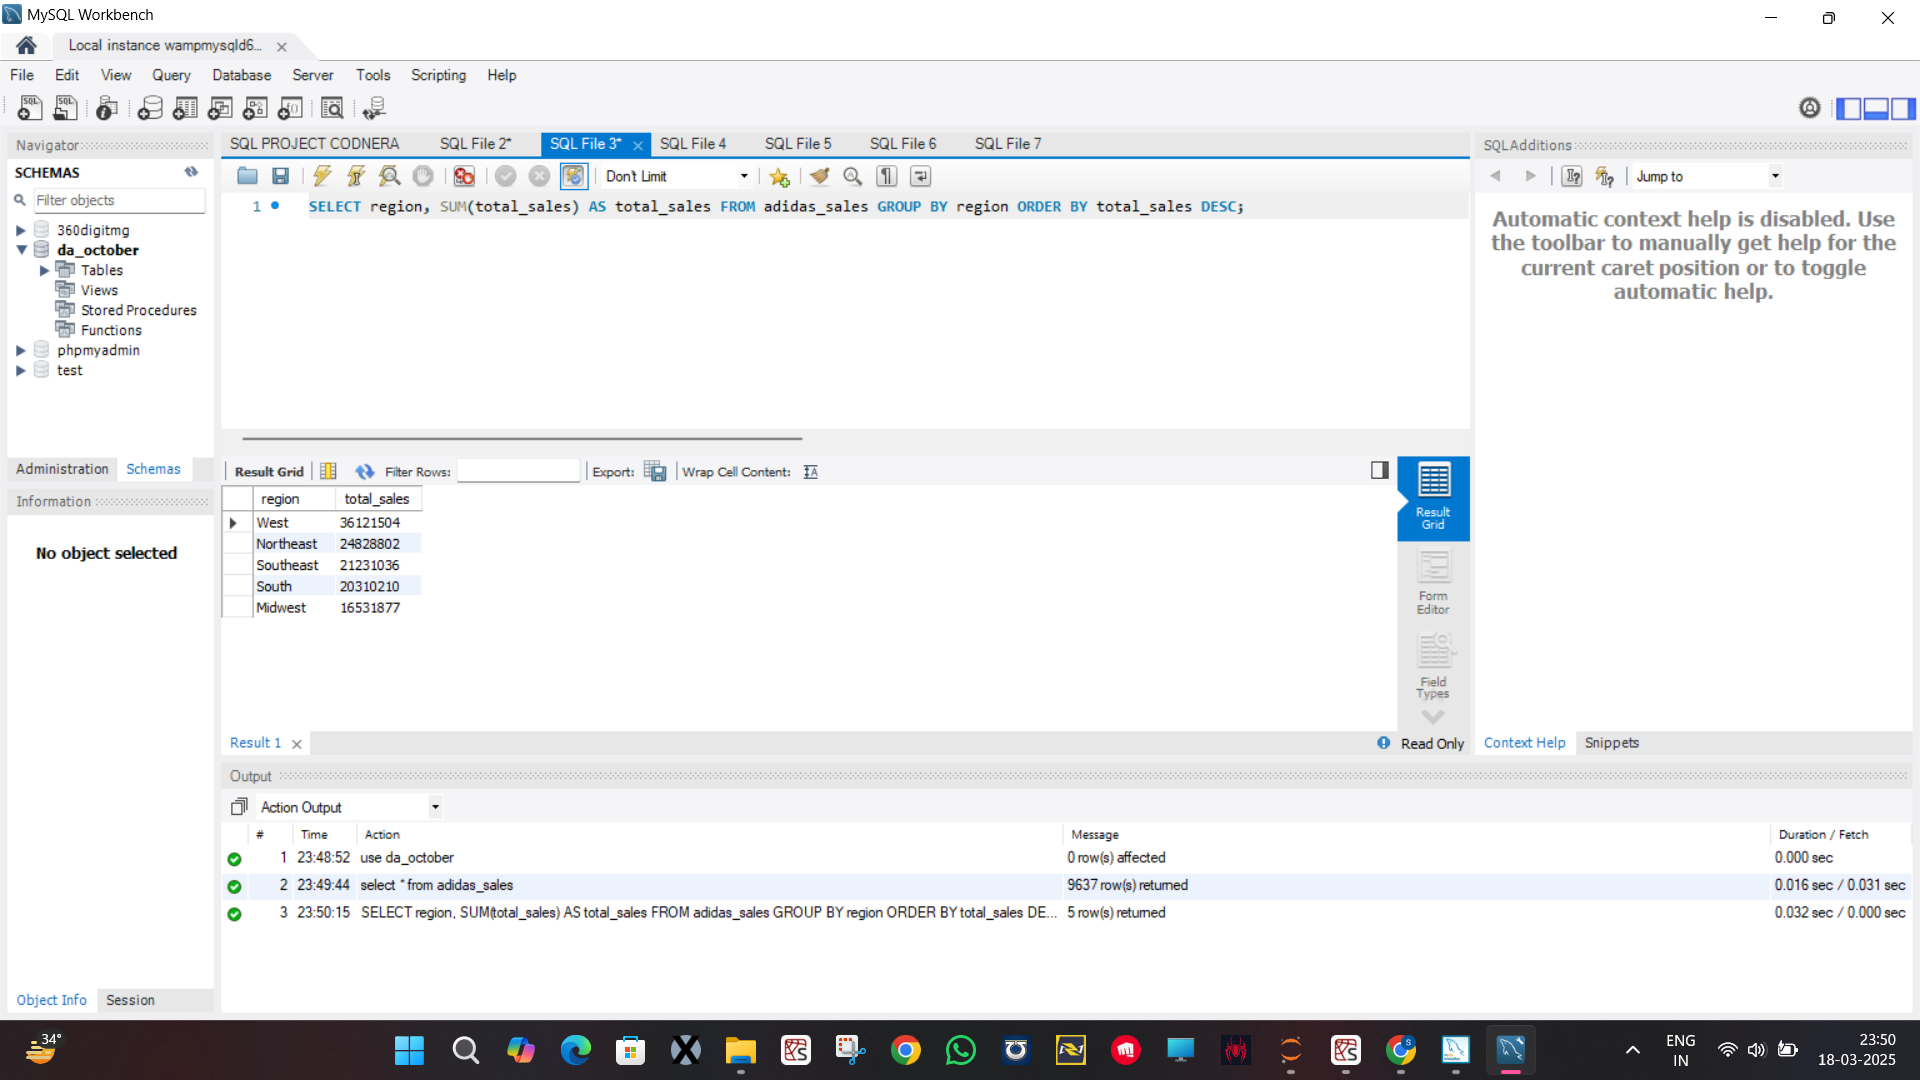 MySQL Workbench
Local instance wampmysqld6...
File Edit View Query Database Server Tools Scripting Help
Navigator
SCHEMAS
Filter objects
360digitmg
da_october
Tables
Views
Stored Procedures
Functions
phpmyadmin
test
Administration Schemas
Information
No object selected
Object Info Session
SQL PROJECT CODNERA SQL File 2* SQL File 3* SQL File 4 SQL File 5 SQL File 6 SQL File 7
Don't Limit
1 SELECT region, SUM(total_sales) AS total_sales FROM adidas_sales GROUP BY region ORDER BY total_sales DESC;
Result Grid Filter Rows: Export: Wrap Cell Content:
region total_sales
West 36121504
Northeast 24828802
Southeast 21231036
South 20310210
Midwest 16531877
Result
Grid
Form
Editor
Field
Types
Result 1 Read Only
SQLAdditions
Jump to
Automatic context help is disabled. Use
the toolbar to manually get help for the
current caret position or to toggle
automatic help.
Context Help Snippets
Output
Action Output
# Time Action Message Duration / Fetch
1 23:48:52 use da_october 0 row(s) affected 0.000 sec
2 23:49:44 select * from adidas_sales 9637 row(s) returned 0.016 sec / 0.031 sec
3 23:50:15 SELECT region, SUM(total_sales) AS total_sales FROM adidas_sales GROUP BY region ORDER BY total_sales DE... 5 row(s) returned 0.032 sec / 0.000 sec
34°
ENG
IN
23:50
18-03-2025